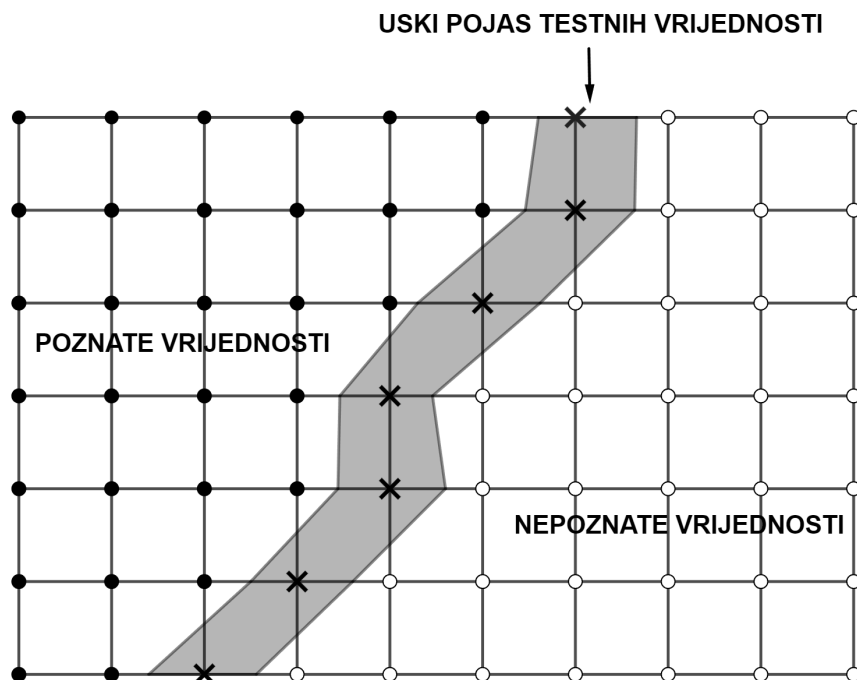 USKI POJAS TESTNIH VRIJEDNOSTI
POZNATE VRIJEDNOSTI
NEPOZNATE VRIJEDNOSTI